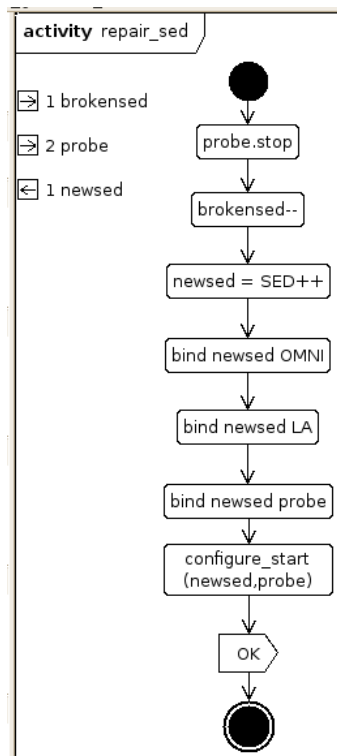 activity repair_sed
1 brokensed
2 probe
1 newsed
probe.stop
brokensed--
newsed = SED++
bind newsed OMNI
bind newsed LA
bind newsed probe
configure_start
(newsed,probe)
OK